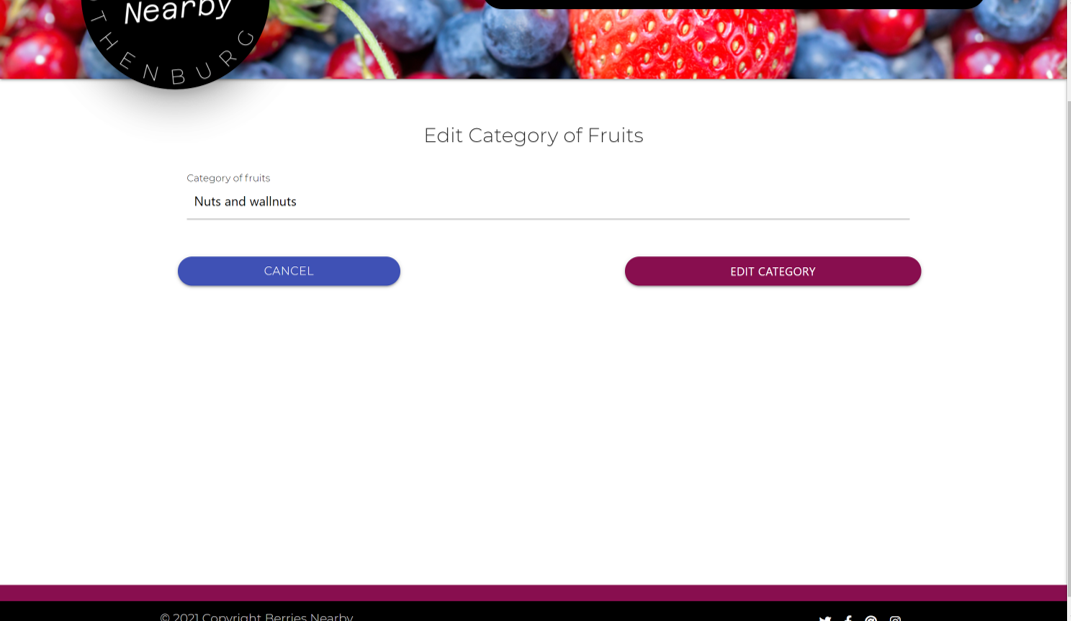 Nearby
THENBURG
Edit Category of Fruits
Category of fruits
Nuts and wallnuts
CANCEL
EDIT CATEGORY
© 2021 Copyright Berries Nearby